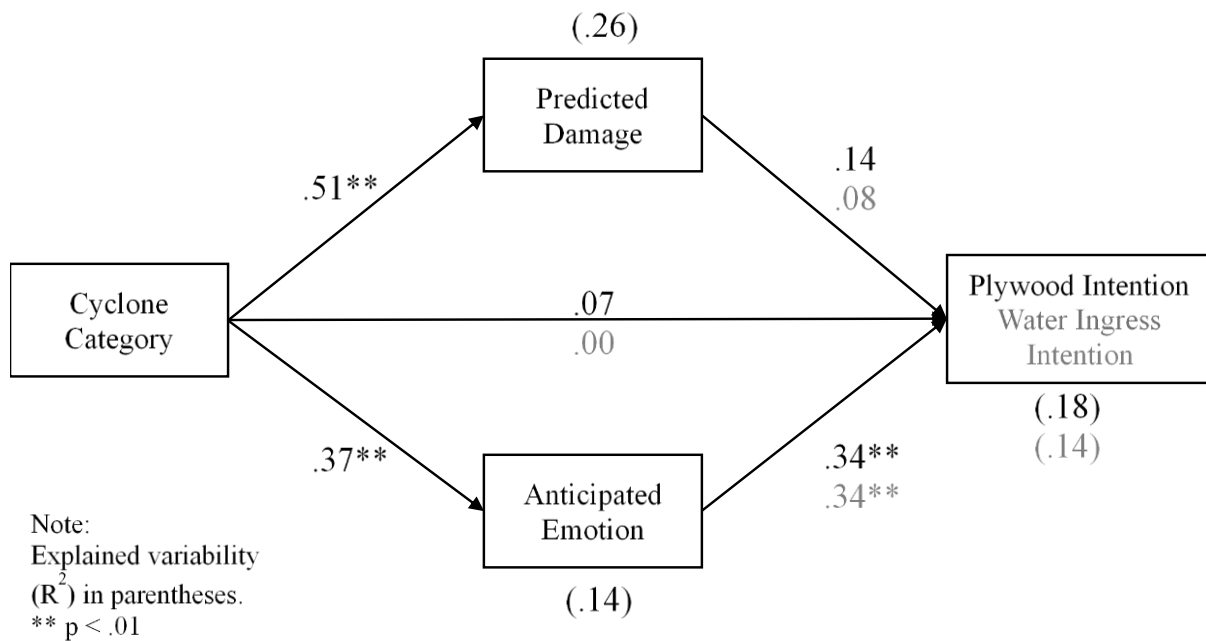 (.26)
Predicted
Damage
.51**
.14
.08
Cyclone
Category
.07
.00
Plywood Intention
Water Ingress
Intention
(.18)
(.14)
.37**
.34**
.34**
Anticipated
Emotion
(.14)
Note:
Explained variability
(R²) in parentheses.
** p < .01